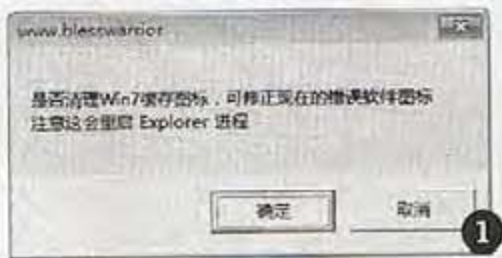 www.blesswarrior
是否清理Win7缓存图标，可修正现在的错误软件图标
注意这会重启 Explorer 进程
确定
取消
1